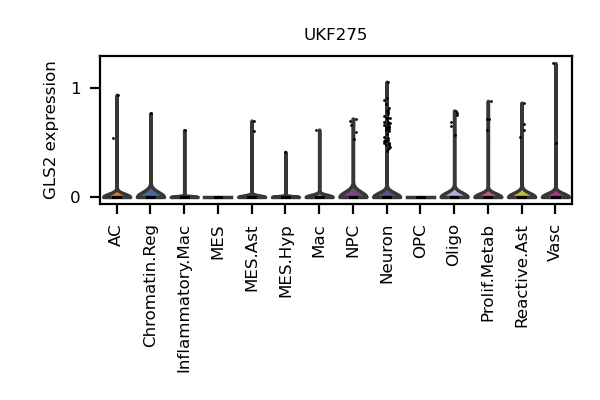 UKF275
GLS2 expression
1
0
AC
Chromatin.Reg
Inflammatory.Mac
MES
MES.Ast
MES.Hyp
Mac
NPC
Neuron
OPC
Oligo
Prolif.Metab
Reactive.Ast
Vasc